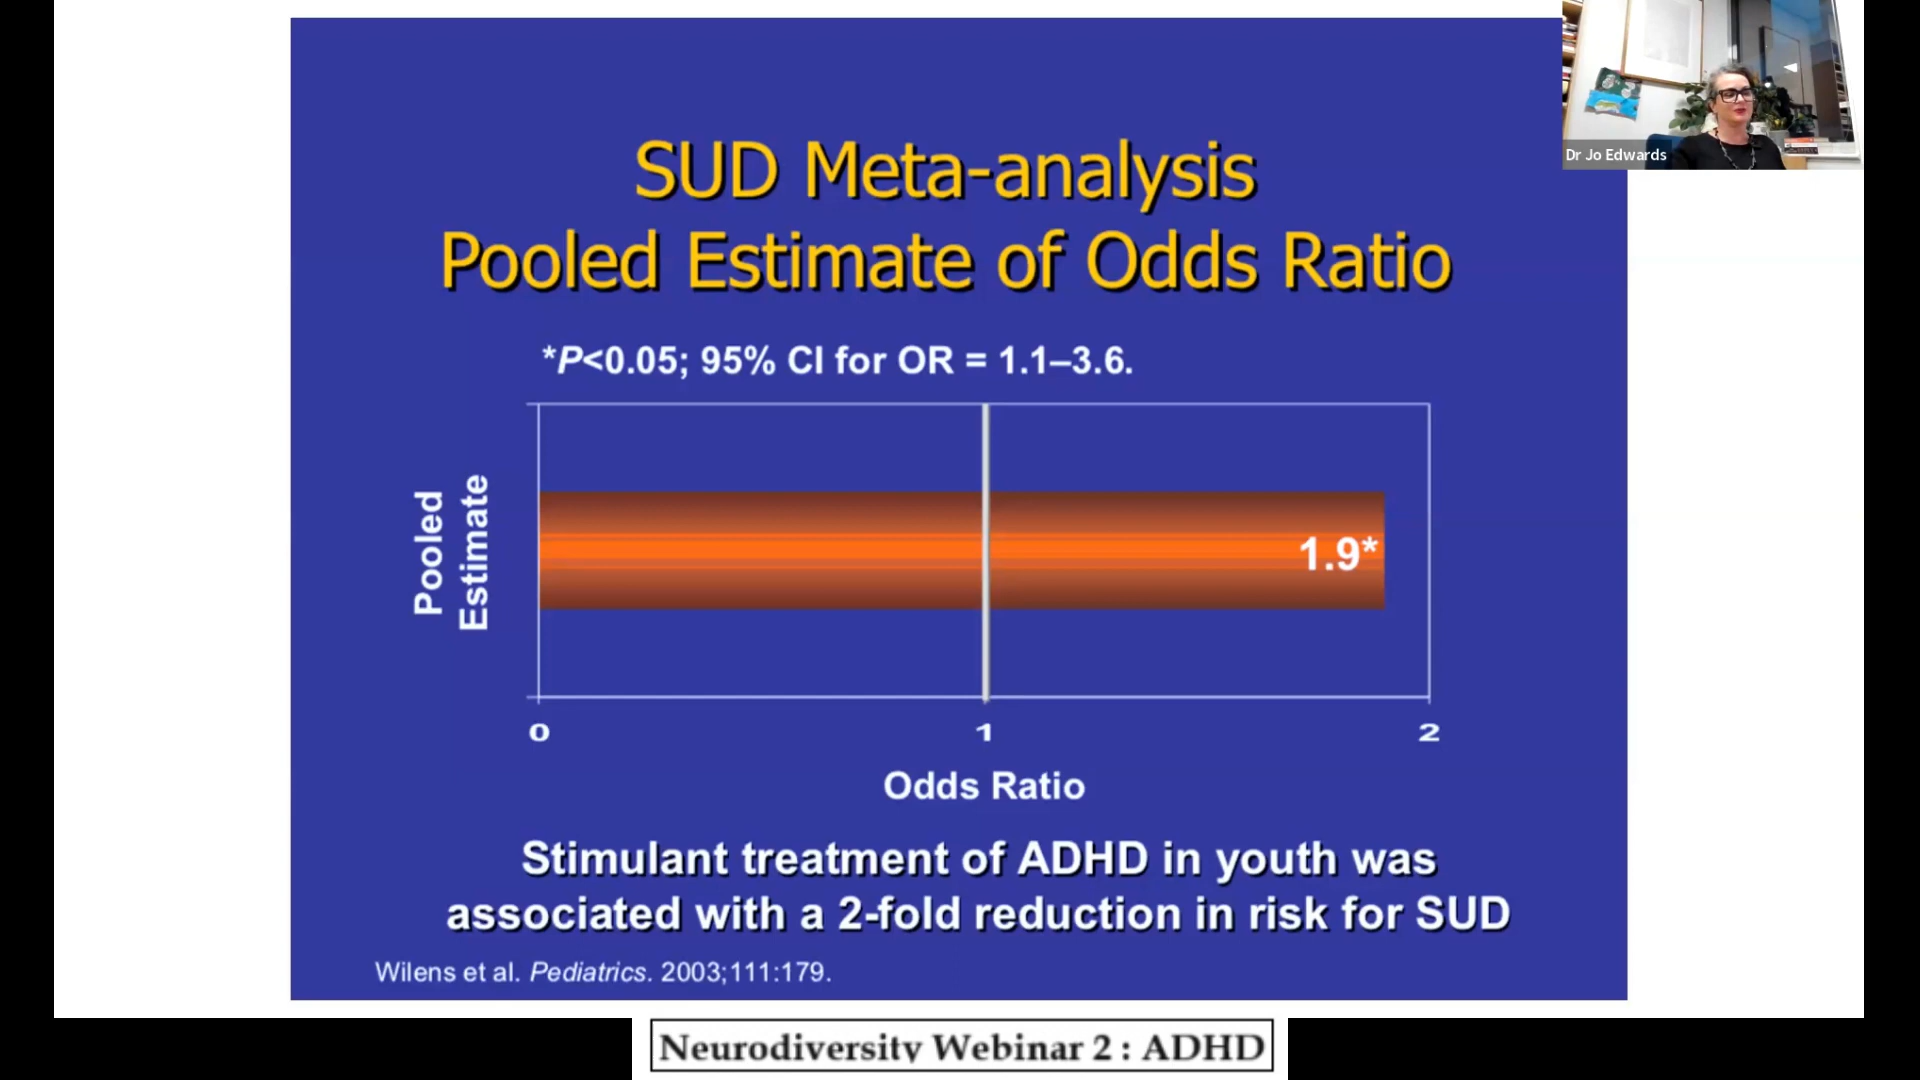 SUD Meta-analysis
Pooled Estimate of Odds Ratio
*P<0.05; 95% CI for OR = 1.1–3.6.
Pooled
Estimate
1.9*
0 1 2
Odds Ratio
Stimulant treatment of ADHD in youth was
associated with a 2-fold reduction in risk for SUD
Wilens et al. Pediatrics. 2003;111:179.
Dr Jo Edwards
Neurodiversity Webinar 2 : ADHD